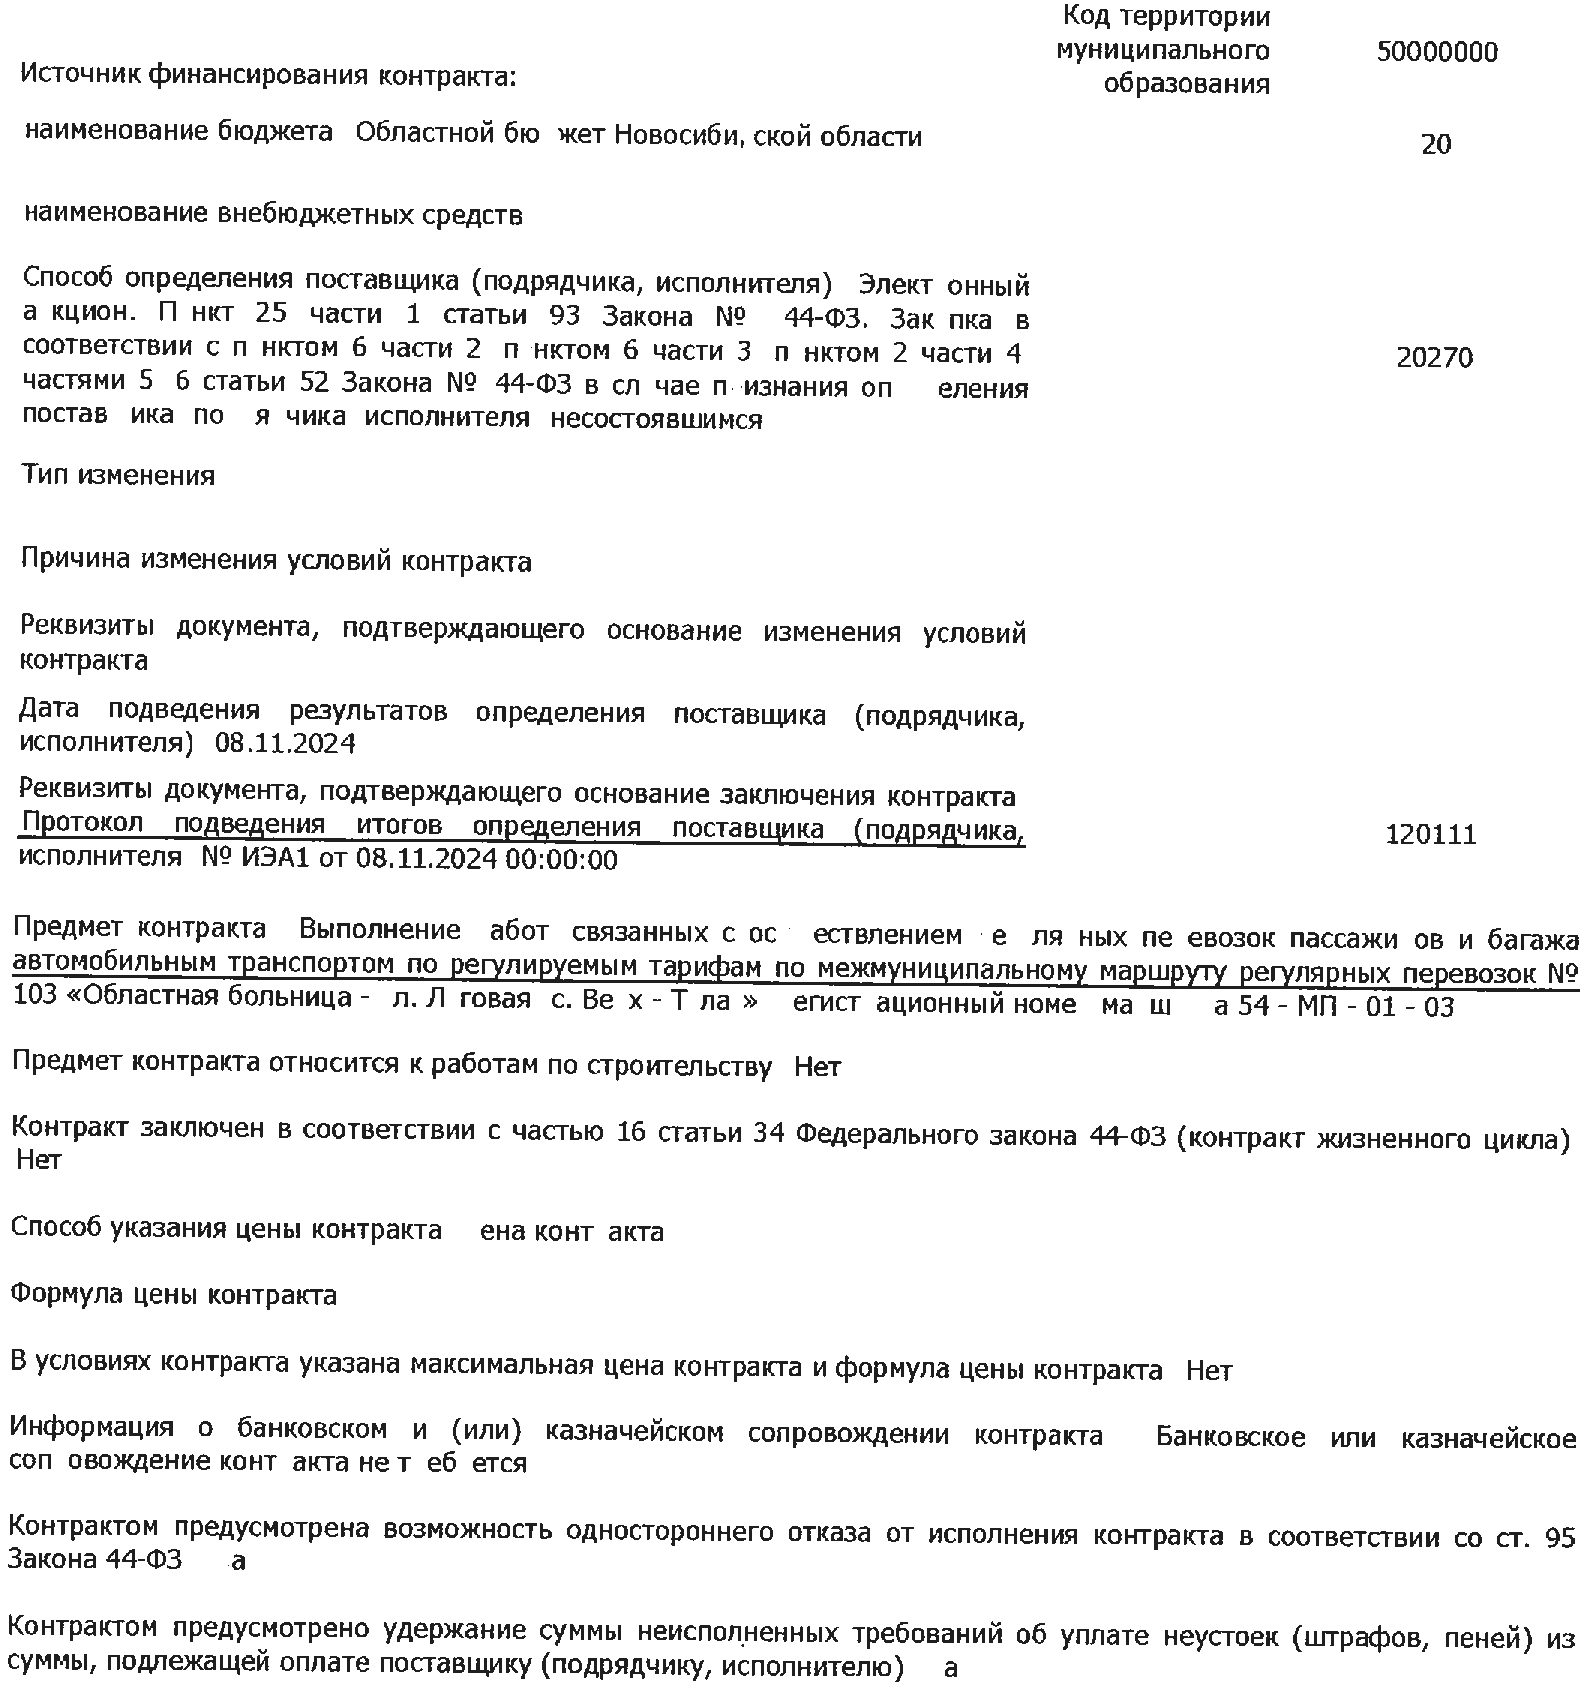 Код территории
муниципального
образования
50000000
Источник финансирования контракта:
наименование бюджета Областной бю жет Новосиби, ской области
20
наименование внебюджетных средств
Способ определения поставщика (подрядчика, исполнителя) Элект онный
а кцион. П нкт 25 части 1 статьи 93 Закона № 44-ФЗ. Зак пка в
соответствии с п нктом 6 части 2 п нктом 6 части 3 п нктом 2 части 4
частями 5 6 статьи 52 Закона № 44-ФЗ в сл чае п изнания оп еления
постав ика по я чика исполнителя несостоявшимся
20270
Тип изменения
Причина изменения условий контракта
Реквизиты документа, подтверждающего основание изменения условий
контракта
Дата подведения результатов определения поставщика (подрядчика,
исполнителя) 08.11.2024
Реквизиты документа, подтверждающего основание заключения контракта
Протокол подведения итогов определения поставщика (подрядчика,
исполнителя № ИЭА1 от 08.11.2024 00:00:00
120111
Предмет контракта Выполнение абот связанных с ос ествлением е ля ных пе евозок пассажи ов и багажа
автомобильным транспортом по регулируемым тарифам по межмуниципальному маршруту регулярных перевозок №
103 «Областная больница - л. Л говая с. Ве х - Т ла » егист ационный номе ма ш а 54 - МП - 01 - 03
Предмет контракта относится к работам по строительству Нет
Контракт заключен в соответствии с частью 16 статьи 34 Федерального закона 44-ФЗ (контракт жизненного цикла)
Нет
Способ указания цены контракта ена конт акта
Формула цены контракта
В условиях контракта указана максимальная цена контракта и формула цены контракта Нет
Информация о банковском и (или) казначейском сопровождении контракта Банковское или казначейское
соп овождение конт акта не т еб ется
Контрактом предусмотрена возможность одностороннего отказа от исполнения контракта в соответствии со ст. 95
Закона 44-ФЗ а
Контрактом предусмотрено удержание суммы неисполненных требований об уплате неустоек (штрафов, пеней) из
суммы, подлежащей оплате поставщику (подрядчику, исполнителю) а